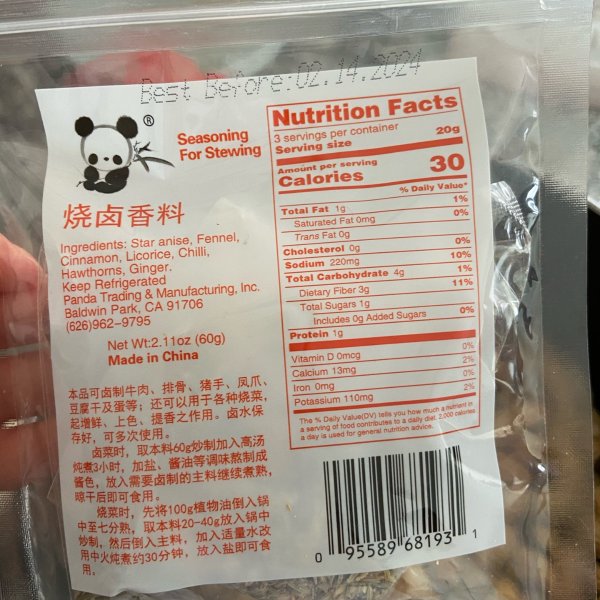 Best Before:02.14.2024
®
Seasoning
For Stewing
烧卤香料
Ingredients: Star anise, Fennel,
Cinnamon, Licorice, Chilli,
Hawthorns, Ginger.
Keep Refrigerated
Panda Trading & Manufacturing, Inc.
Baldwin Park, CA 91706
(626)962-9795
Net Wt:2.11oz (60g)
Made in China
本品可卤制牛肉、排骨、猪手、凤爪、
豆腐干及蛋等；还可以用于各种烧菜，
起增鲜、上色、提香之作用。卤水保
存好，可多次使用。
卤菜时，取本料60g炒制加入高汤
炖煮3小时，加盐、酱油等调味熬制成
酱色，放入需要卤制的主料继续煮熟，
晾干后即可食用。
烧菜时，先将100g植物油倒入锅
中至七分熟，取本料20-40g放入锅中
炒制，然后倒入主料，加入适量水改
用中火炖煮约30分钟，放入盐即可食
用。
Nutrition Facts
3 servings per container
Serving size 20g
Amount per serving
Calories 30
% Daily Value*
Total Fat 1g 1%
Saturated Fat 0mg 0%
Trans Fat 0g
Cholesterol 0g 0%
Sodium 220mg 10%
Total Carbohydrate 4g 1%
Dietary Fiber 3g 11%
Total Sugars 1g
Includes 0g Added Sugars 0%
Protein 1g
Vitamin D 0mcg 0%
Calcium 13mg 2%
Iron 0mg 0%
Potassium 110mg 2%
The % Daily Value(DV) tells you how much a nutrient in
a serving of food contributes to a daily diet. 2,000 calories
a day is used for general nutrition advice.
0 95589 68193 1